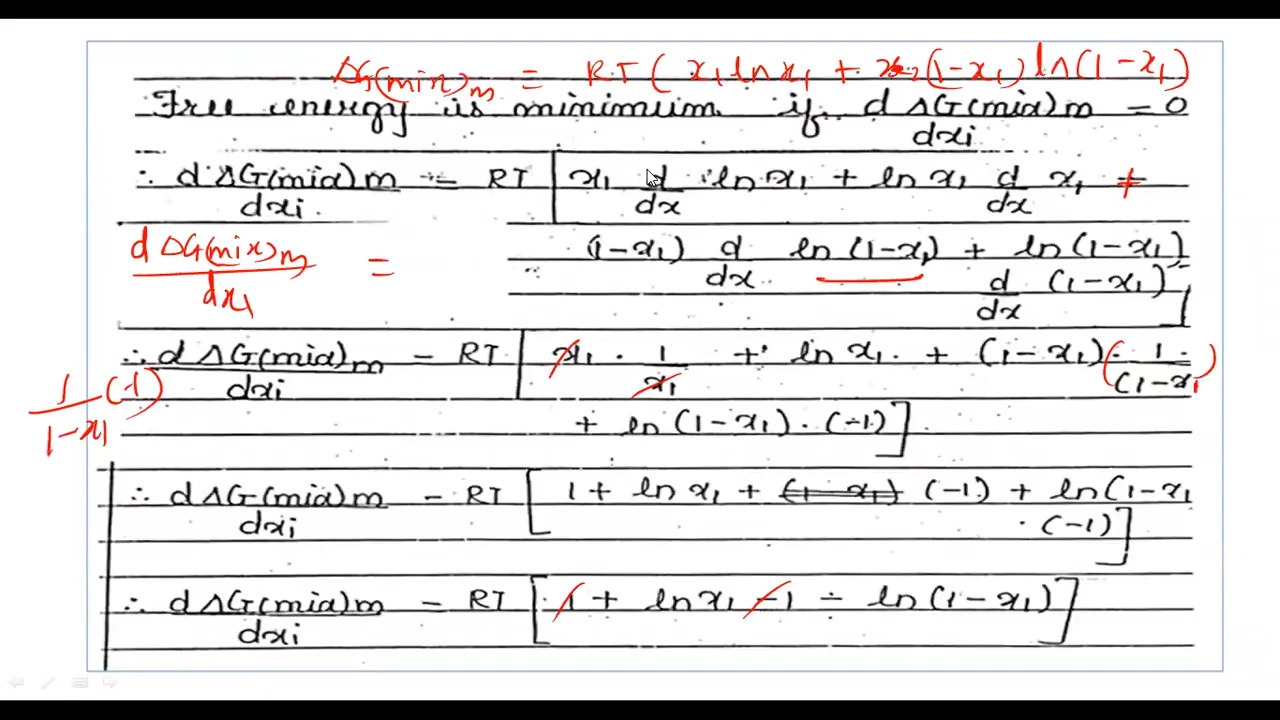 ΔG(mix)m = RT ( x₁ ln x₁ + (1-x₁) ln (1-x₁)
Free energy is minimum if d ΔG(mix)m = 0
dxi
∴ d ΔG(mix)m = RT [ x₁ d ln x₁ + ln x₁ d x₁ +
dxi dx dx
(1-x₁) d ln (1-x₁) + ln (1-x₁)
dx d (1-x₁) ]
dx
d ΔG(mix)m =
dx₁
∴ d ΔG(mix)m = RT [ x₁ · 1 + ln x₁ + (1-x₁) ( · 1 · )
dxi x₁ (1-x₁
1 (-1)
1-x₁
+ ln (1-x₁) · (-1) ]
∴ d ΔG(mix)m = RT [ 1 + ln x₁ + (1-x₁) (-1) + ln (1-x₁
dxi · (-1) ]
∴ d ΔG(mix)m = RT [ 1 + ln x₁ - 1 - ln (1-x₁) ]
dxi